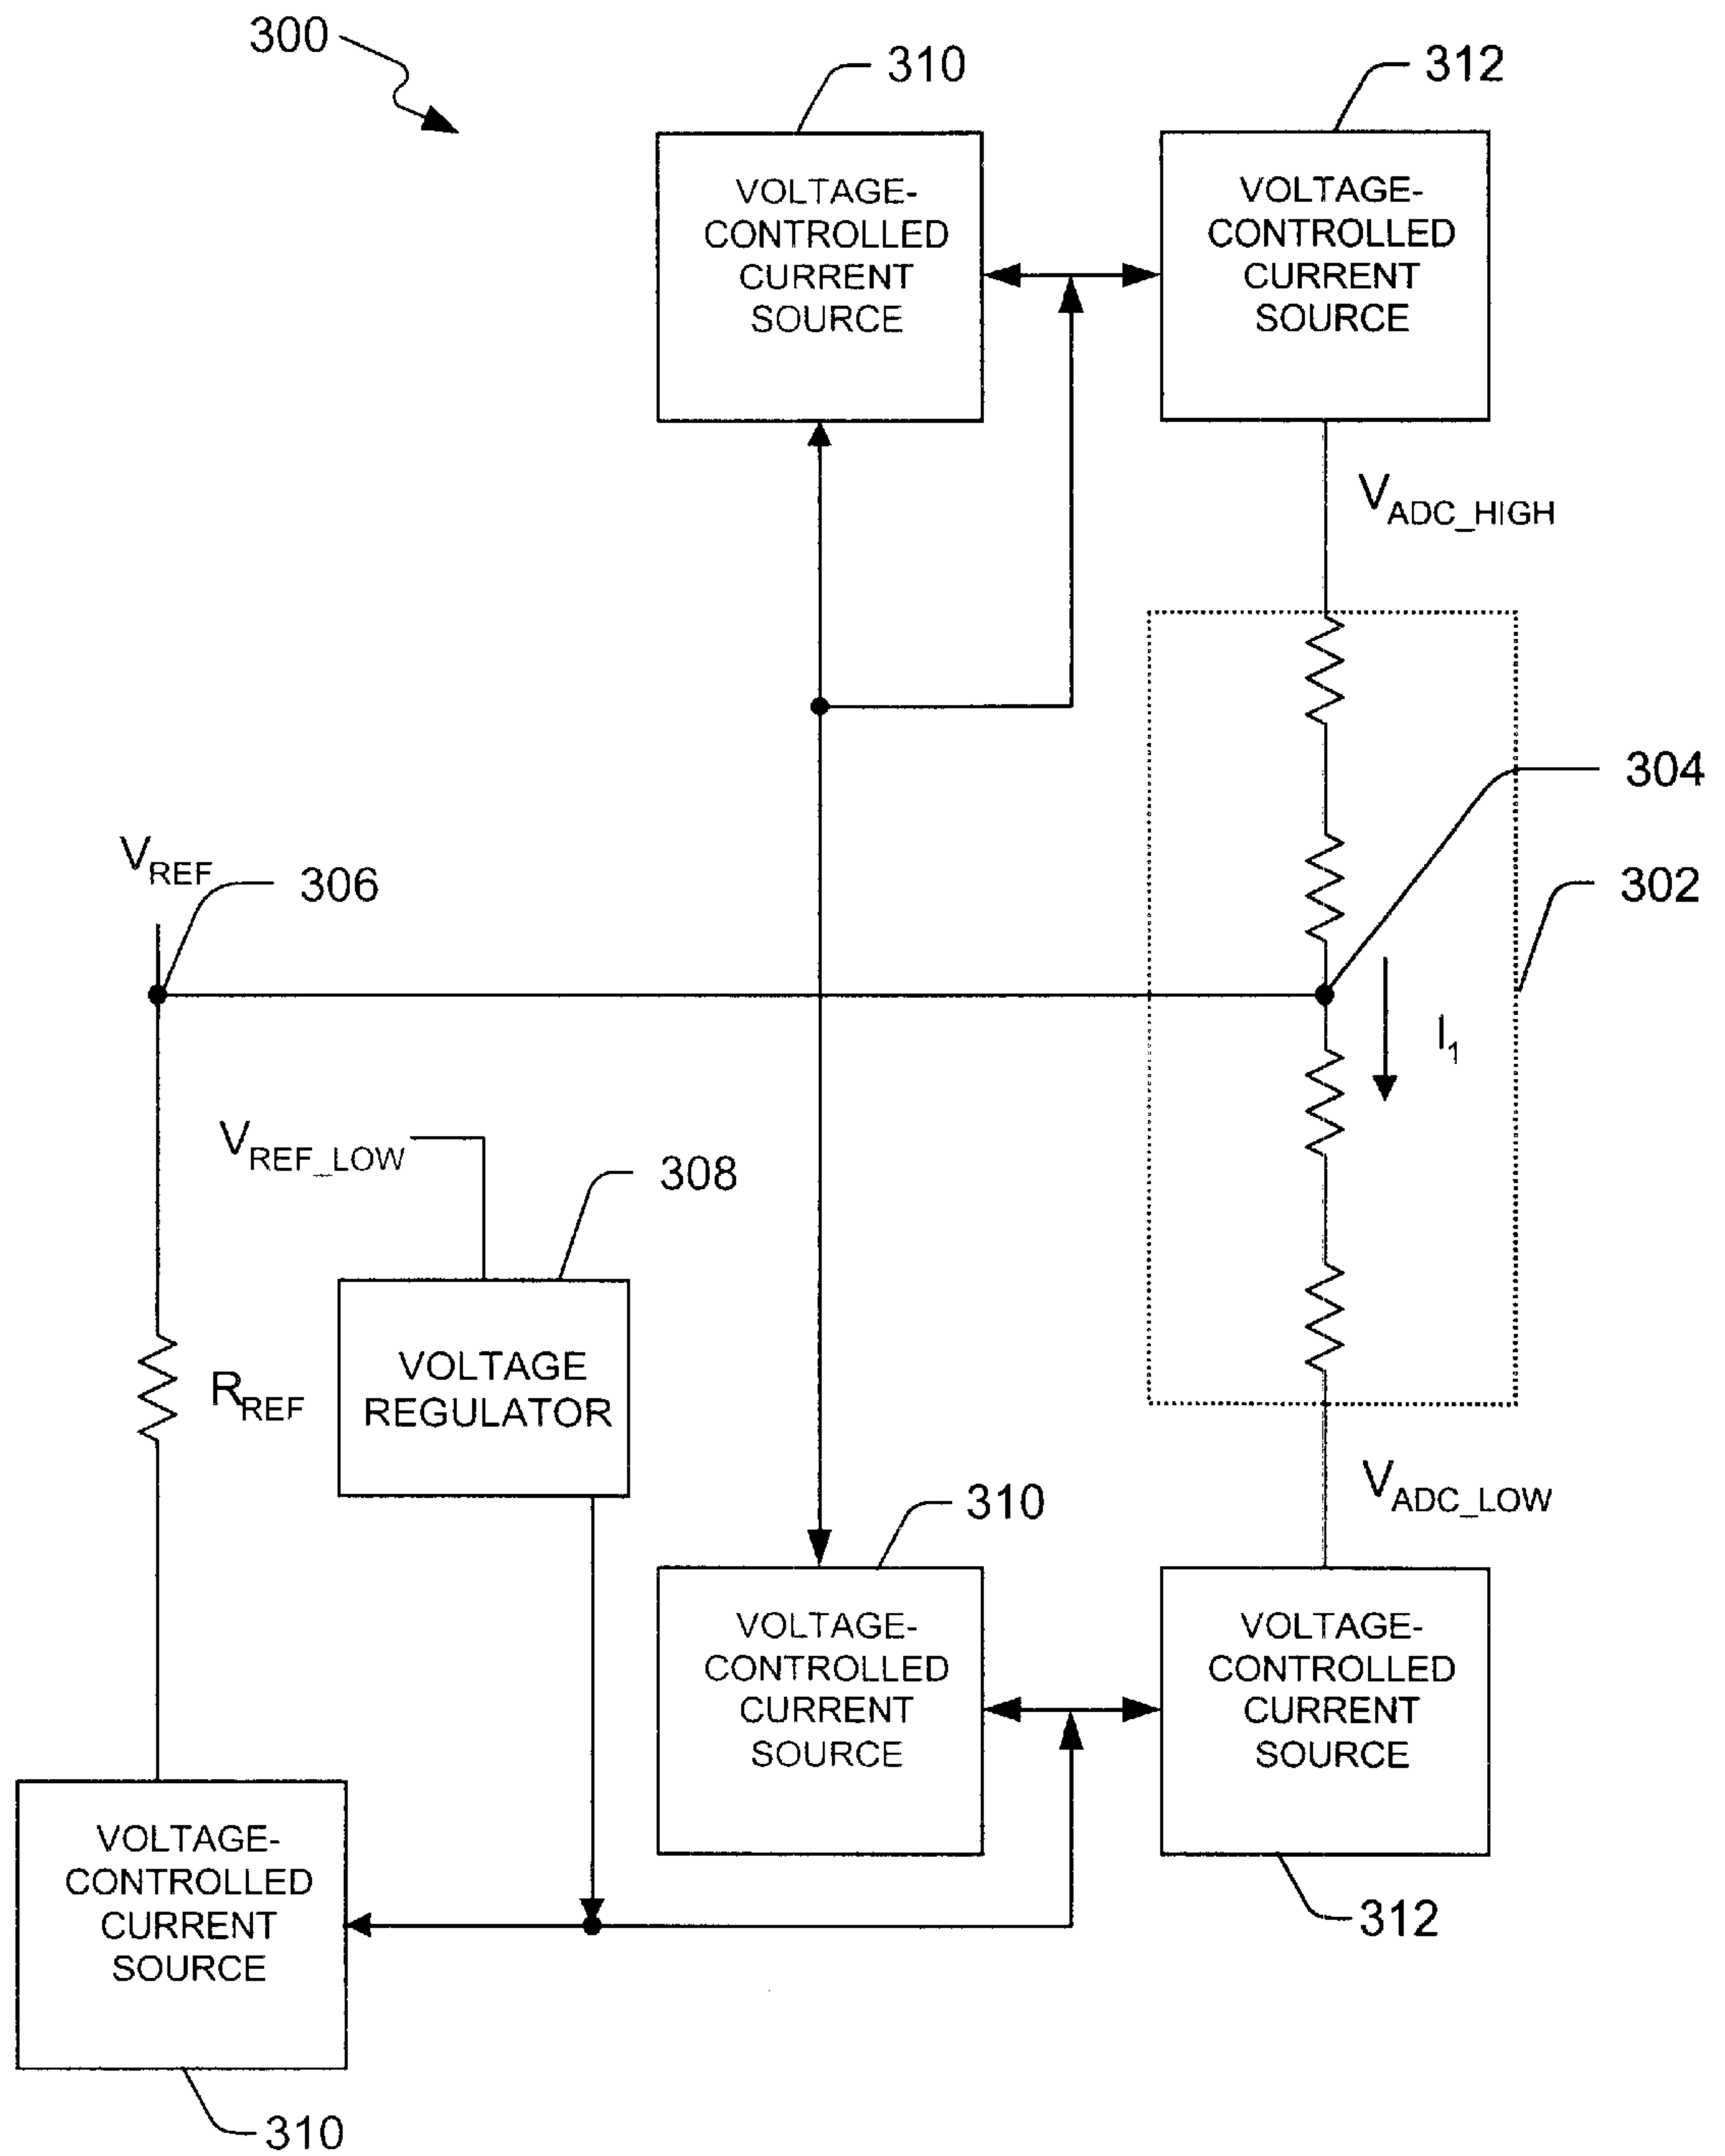 300
310
312
VOLTAGE-
CONTROLLED
CURRENT
SOURCE
VOLTAGE-
CONTROLLED
CURRENT
SOURCE
VADC_HIGH
304
VREF
306
302
I1
VREF_LOW
308
VOLTAGE
REGULATOR
RREF
VADC_LOW
310
VOLTAGE-
CONTROLLED
CURRENT
SOURCE
VOLTAGE-
CONTROLLED
CURRENT
SOURCE
VOLTAGE-
CONTROLLED
CURRENT
SOURCE
312
310